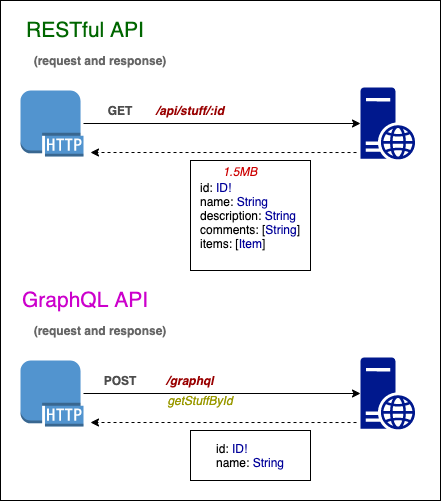 RESTful API
(request and response)
GET /api/stuff/:id
HTTP
1.5MB
id: ID!
name: String
description: String
comments: [String]
items: [Item]
GraphQL API
(request and response)
POST /graphql
getStuffById
HTTP
id: ID!
name: String